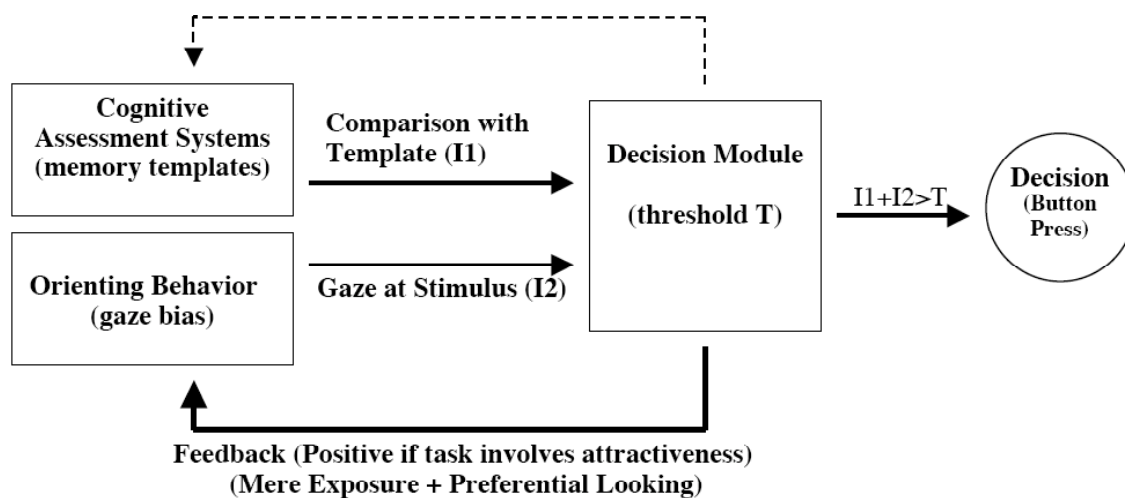 Cognitive
Assessment Systems
(memory templates)
Comparison with
Template (I1)
Decision Module
(threshold T)
I1+I2>T
Decision
(Button
Press)
Orienting Behavior
(gaze bias)
Gaze at Stimulus (I2)
Feedback (Positive if task involves attractiveness)
(Mere Exposure + Preferential Looking)